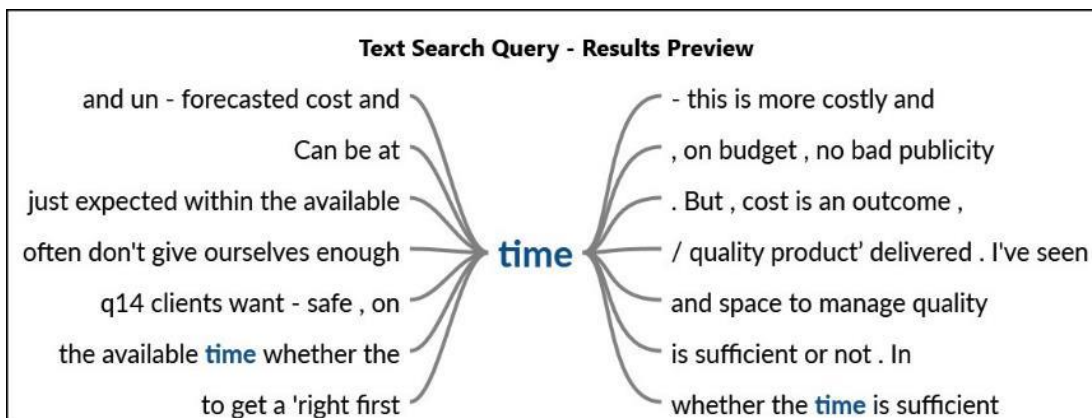 Text Search Query - Results Preview
and un - forecasted cost and
Can be at
just expected within the available
often don't give ourselves enough
q14 clients want - safe , on
the available time whether the
to get a 'right first
time
- this is more costly and
, on budget , no bad publicity
. But , cost is an outcome ,
/ quality product’ delivered . I've seen
and space to manage quality
is sufficient or not . In
whether the time is sufficient